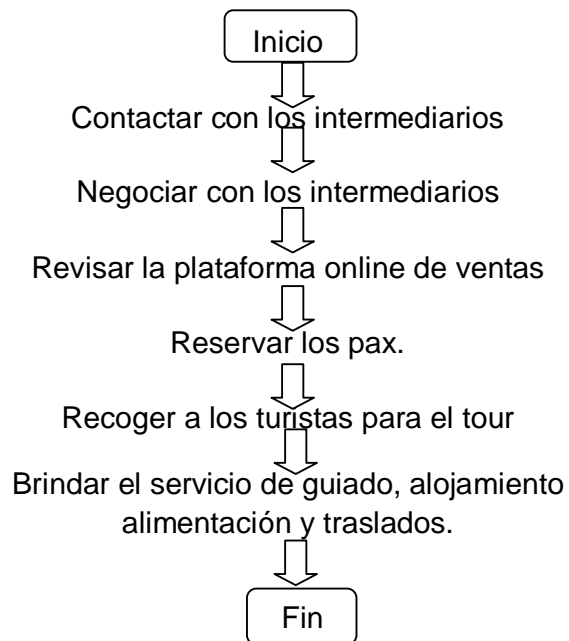 Inicio
Contactar con los intermediarios
Negociar con los intermediarios
Revisar la plataforma online de ventas
Reservar los pax.
Recoger a los turistas para el tour
Brindar el servicio de guiado, alojamiento
alimentación y traslados.
Fin